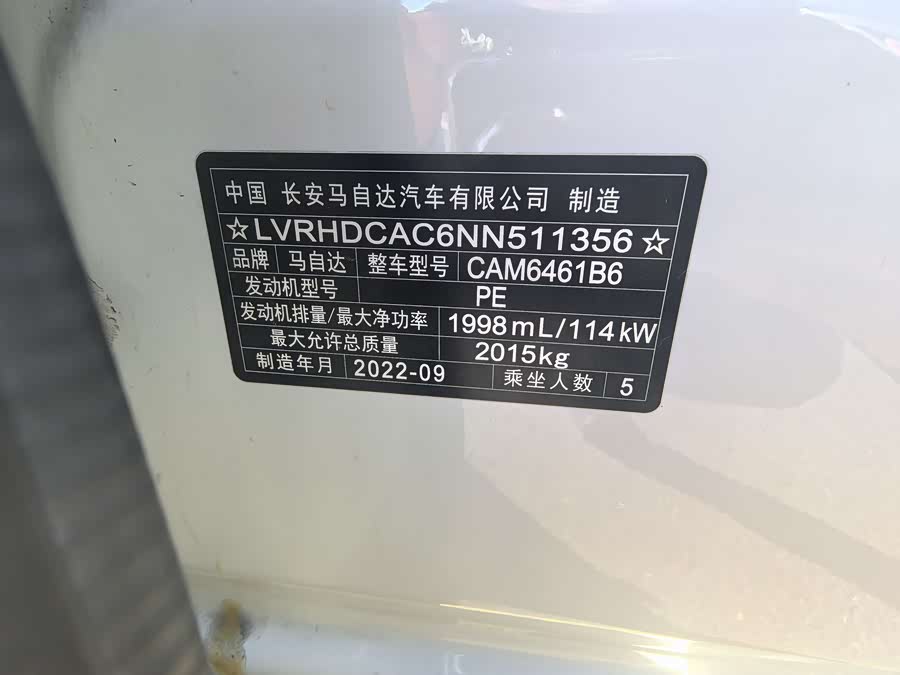 中国 长安马自达汽车有限公司 制造
☆LVRHDCAC6NN511356☆
品牌 马自达 整车型号 CAM6461B6
发动机型号 PE
发动机排量/最大净功率 1998mL/114kW
最大允许总质量 2015kg
制造年月 2022-09 乘坐人数 5